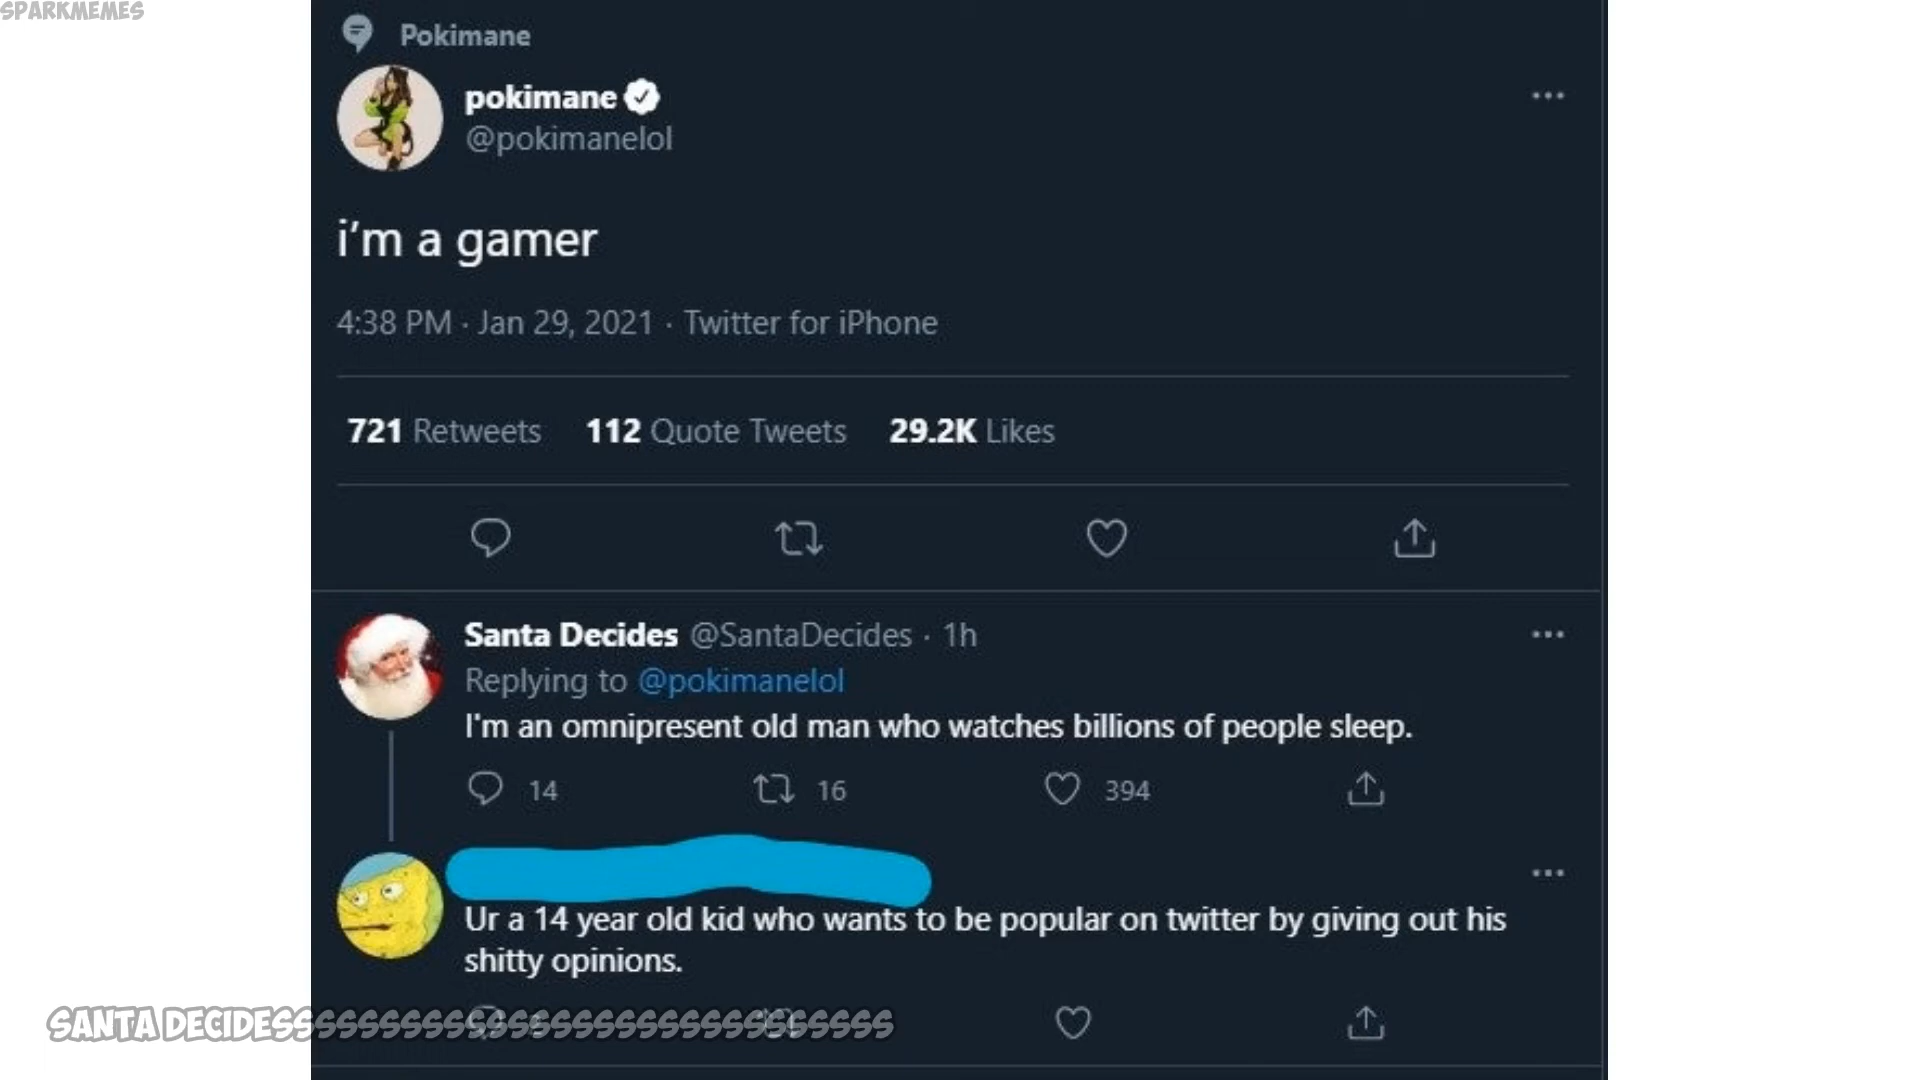 SPARKMEMES
Pokimane
pokimane
@pokimanelol
i'm a gamer
4:38 PM · Jan 29, 2021 · Twitter for iPhone
721 Retweets 112 Quote Tweets 29.2K Likes
Santa Decides @SantaDecides · 1h
Replying to @pokimanelol
I'm an omnipresent old man who watches billions of people sleep.
14 16 394
Ur a 14 year old kid who wants to be popular on twitter by giving out his
shitty opinions.
SANTA DECIDESSSSSSSSSSSSSSSSSSSSSSSSSSSSS